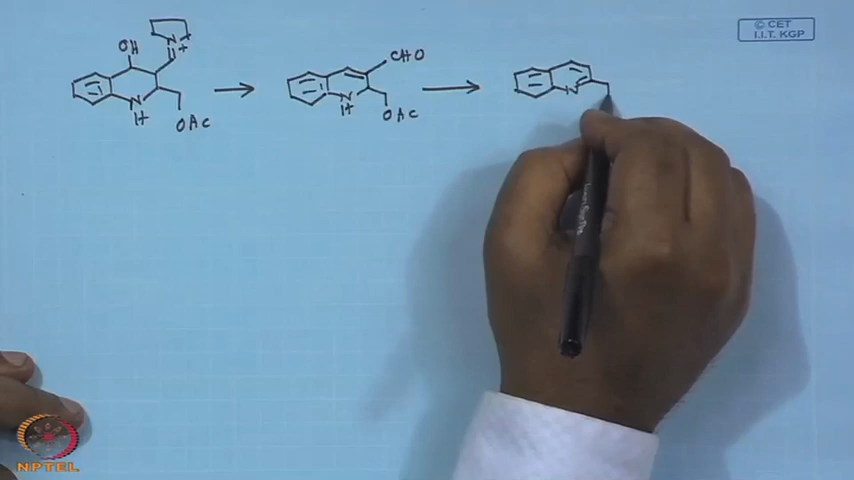 © CET
I.I.T. KGP
N
+
OH
CHO
N
H
OAc
N
H
OAc
N
NPTEL